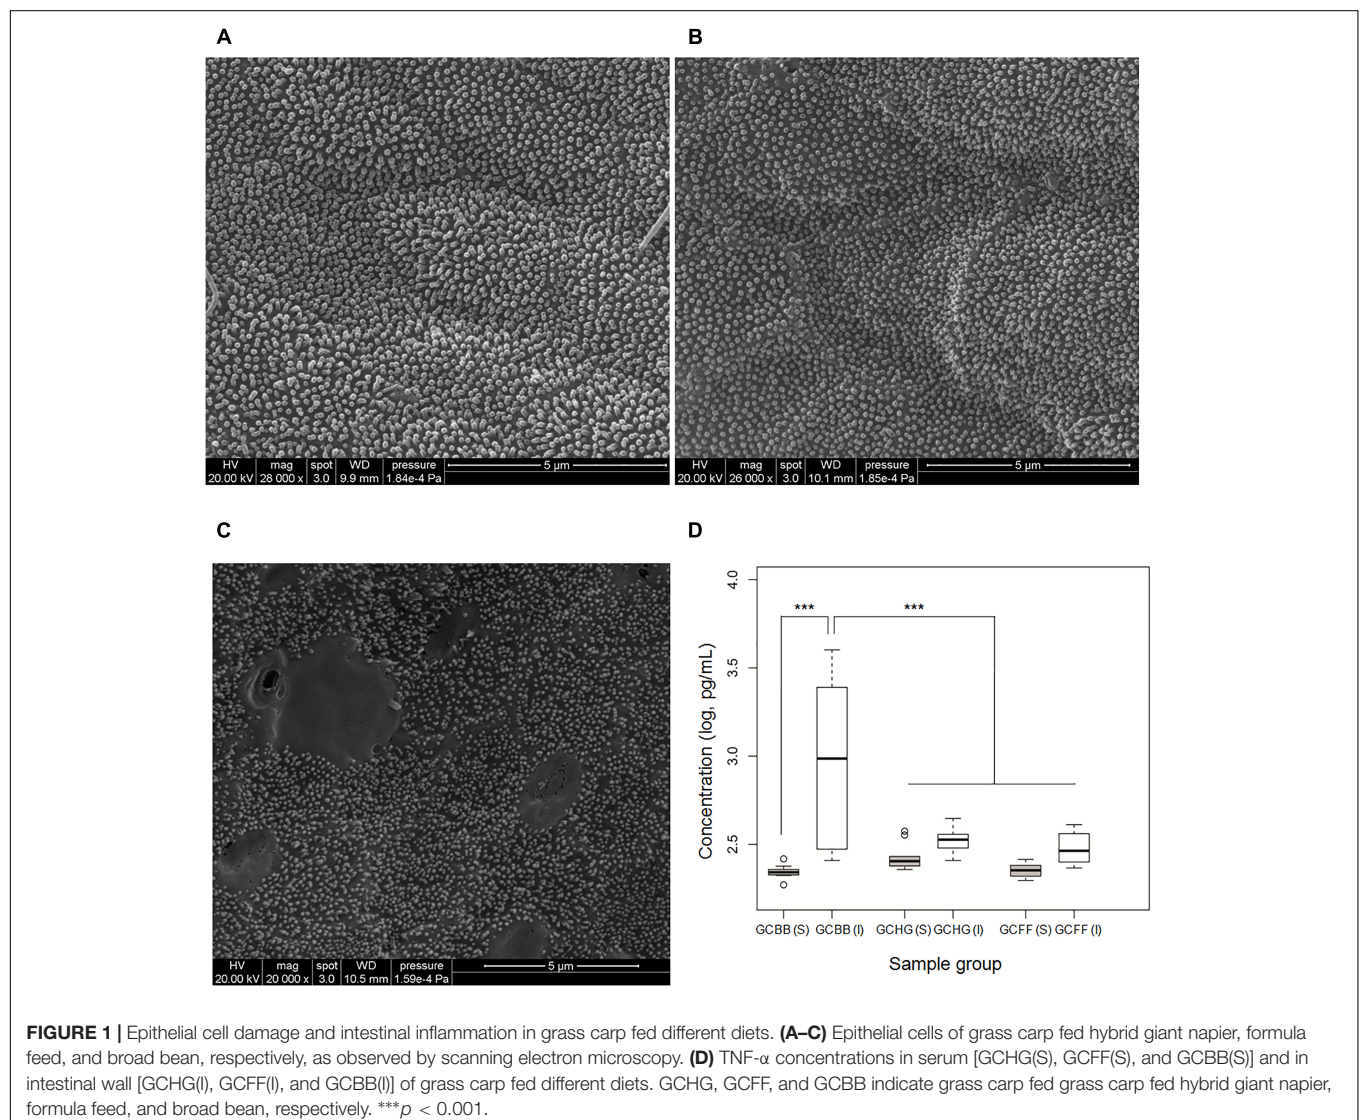 A
B
HV mag spot WD pressure 5 µm
20.00 kV 28 000 x 3.0 9.9 mm 1.84e-4 Pa
HV mag spot WD pressure 5 µm
20.00 kV 26 000 x 3.0 10.1 mm 1.85e-4 Pa
C
D
HV mag spot WD pressure 5 µm
20.00 kV 20 000 x 3.0 10.5 mm 1.59e-4 Pa
Concentration (log, pg/mL)
4.0
3.5
3.0
2.5
*** ***
GCBB (S) GCBB (I) GCHG (S) GCHG (I) GCFF (S) GCFF (I)
Sample group
FIGURE 1 | Epithelial cell damage and intestinal inflammation in grass carp fed different diets. (A–C) Epithelial cells of grass carp fed hybrid giant napier, formula
feed, and broad bean, respectively, as observed by scanning electron microscopy. (D) TNF-α concentrations in serum [GCHG(S), GCFF(S), and GCBB(S)] and in
intestinal wall [GCHG(I), GCFF(I), and GCBB(I)] of grass carp fed different diets. GCHG, GCFF, and GCBB indicate grass carp fed grass carp fed hybrid giant napier,
formula feed, and broad bean, respectively. ***p < 0.001.